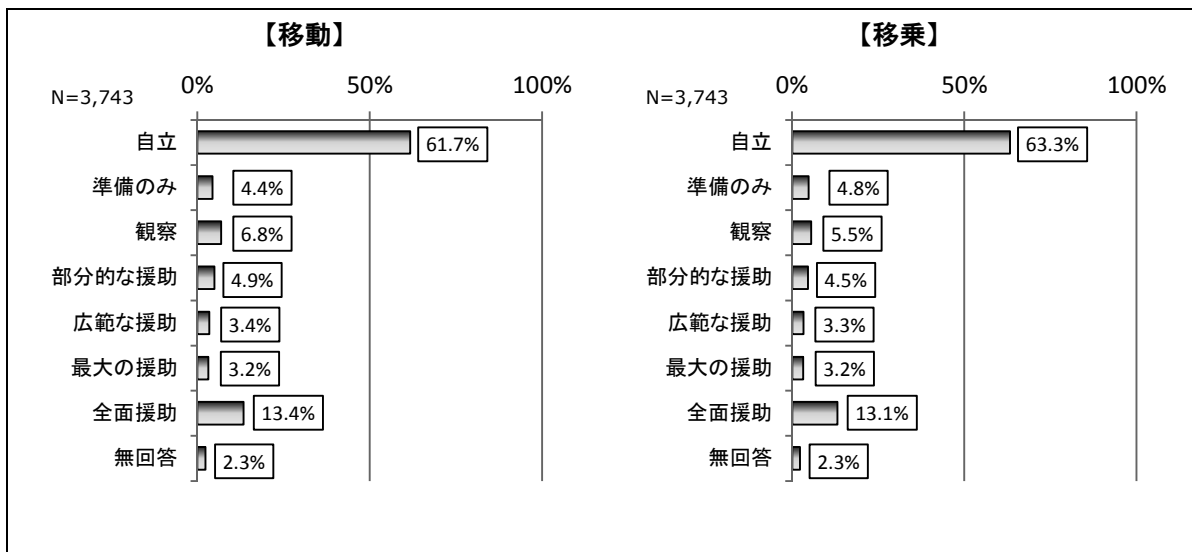 【移動】
0% 50% 100%
N=3,743
自立 61.7%
準備のみ 4.4%
観察 6.8%
部分的な援助 4.9%
広範な援助 3.4%
最大の援助 3.2%
全面援助 13.4%
無回答 2.3%
【移乗】
0% 50% 100%
N=3,743
自立 63.3%
準備のみ 4.8%
観察 5.5%
部分的な援助 4.5%
広範な援助 3.3%
最大の援助 3.2%
全面援助 13.1%
無回答 2.3%